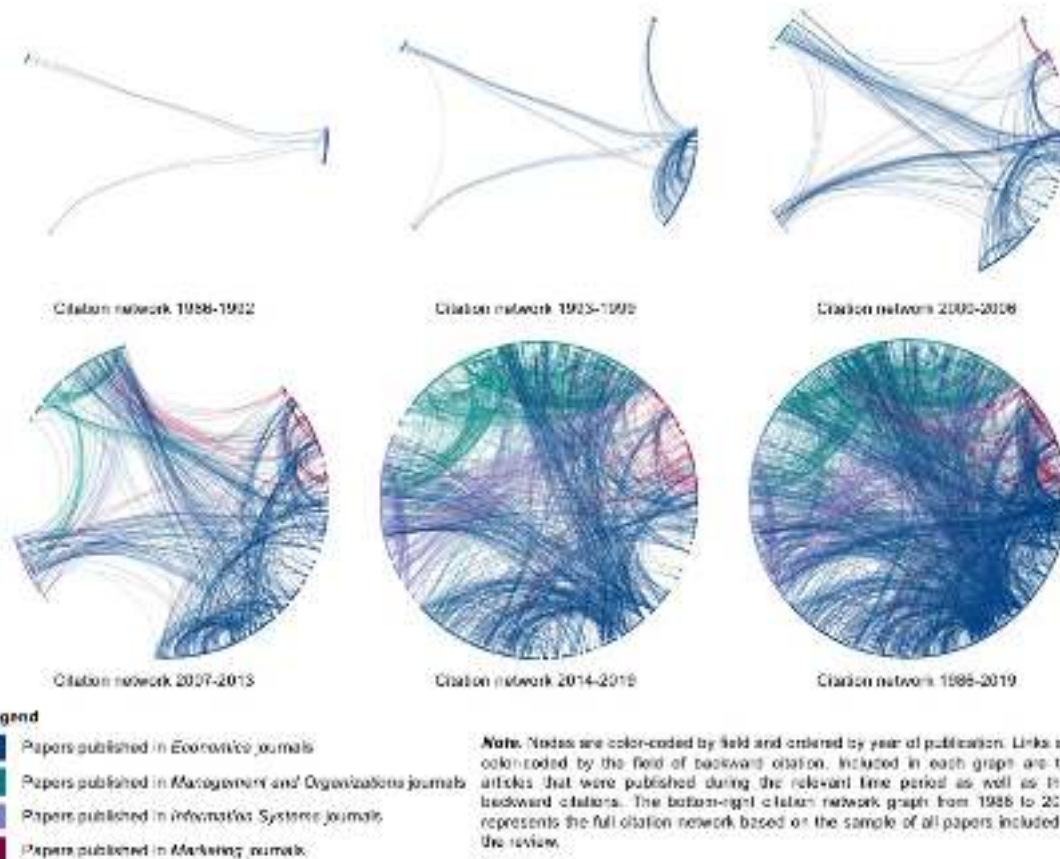 Citation network 1986-1992
Citation network 1993-1999
Citation network 2000-2006
Citation network 2007-2013
Citation network 2014-2019
Citation network 1986-2019
gend
Papers published in Economics journals
Papers published in Management and Organizations journals
Papers published in Information Systems journals
Papers published in Marketing journals
Note. Nodes are color-coded by field and ordered by year of publication. Links a
color-coded by the field of backward citation. Included in each graph are t
articles that were published during the relevant time period as well as the
backward citations. The bottom-right citation network graph from 1986 to 20
represents the full citation network based on the sample of all papers included
the review.